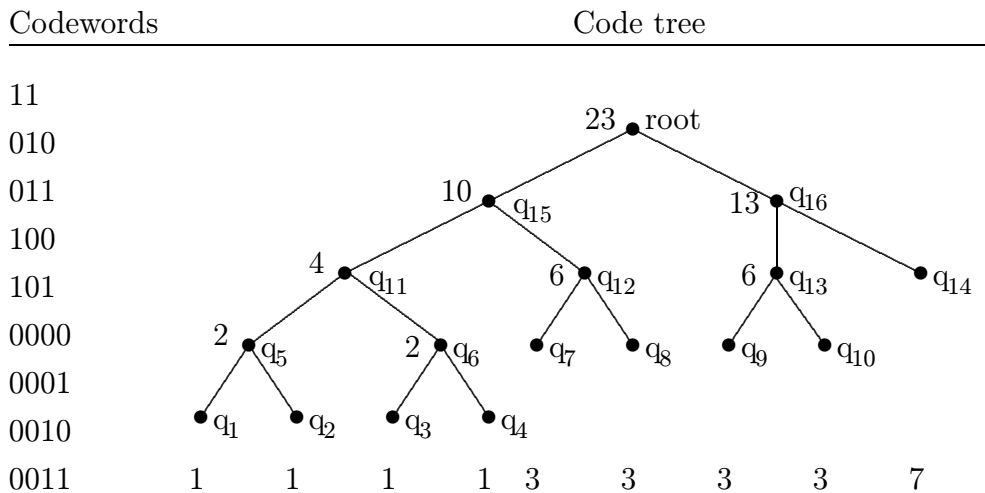 Codewords Code tree
11
23 root
010
011
10 q15 13 q16
100
4 q11 6 q12 6 q13 q14
101
0000
2 q5 2 q6 q7 q8 q9 q10
0001
0010 q1 q2 q3 q4
0011 1 1 1 1 3 3 3 3 7